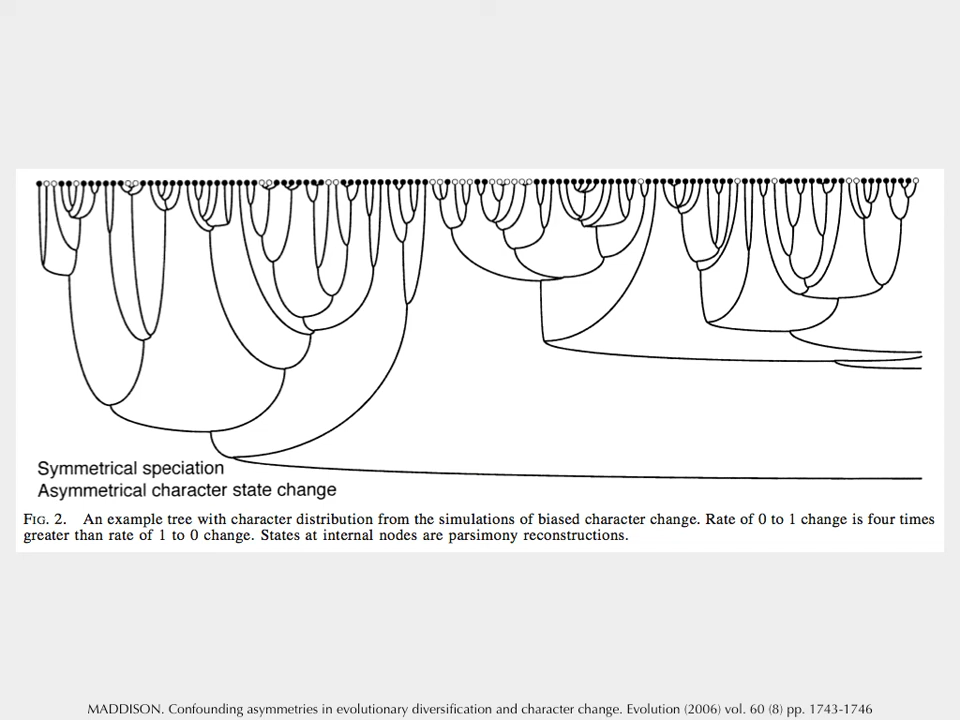 Symmetrical speciation
Asymmetrical character state change
FIG. 2. An example tree with character distribution from the simulations of biased character change. Rate of 0 to 1 change is four times
greater than rate of 1 to 0 change. States at internal nodes are parsimony reconstructions.
MADDISON. Confounding asymmetries in evolutionary diversification and character change. Evolution (2006) vol. 60 (8) pp. 1743-1746